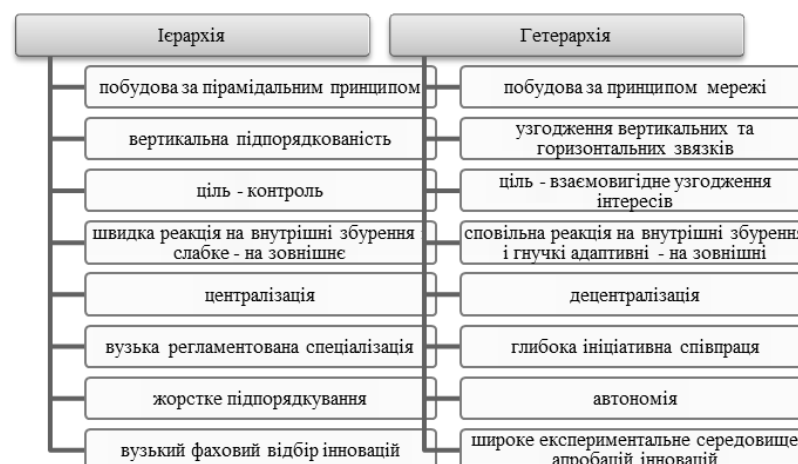 Ієрархія
побудова за пірамідальним принципом
вертикальна підпорядкованість
ціль - контроль
швидка реакція на внутрішні збурення
слабке - на зовнішнє
централізація
вузька регламентована спеціалізація
жорстке підпорядкування
вузький фаховий відбір інновацій
Гетерархія
побудова за принципом мережі
узгодження вертикальних та
горизонтальних звязків
ціль - взаємовигідне узгодження
інтересів
сповільна реакція на внутрішні збурення
і гнучкі адаптивні - на зовнішні
децентралізація
глибока ініціативна співпраця
автономія
широке експериментальне середовище
апробацій інновацій